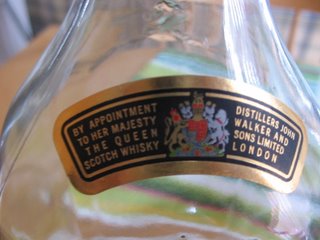 BY APPOINTMENT
TO HER MAJESTY
THE QUEEN
SCOTCH WHISKY
DISTILLERS JOHN
WALKER AND
SONS LIMITED
LONDON